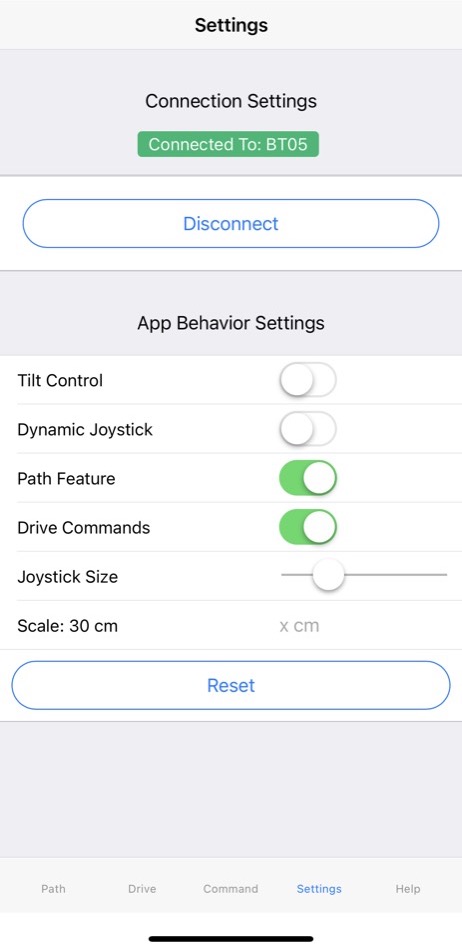 Settings
Connection Settings
Connected To: BT05
Disconnect
App Behavior Settings
Tilt Control
Dynamic Joystick
Path Feature
Drive Commands
Joystick Size
Scale: 30 cm x cm
Reset
Path Drive Command Settings Help